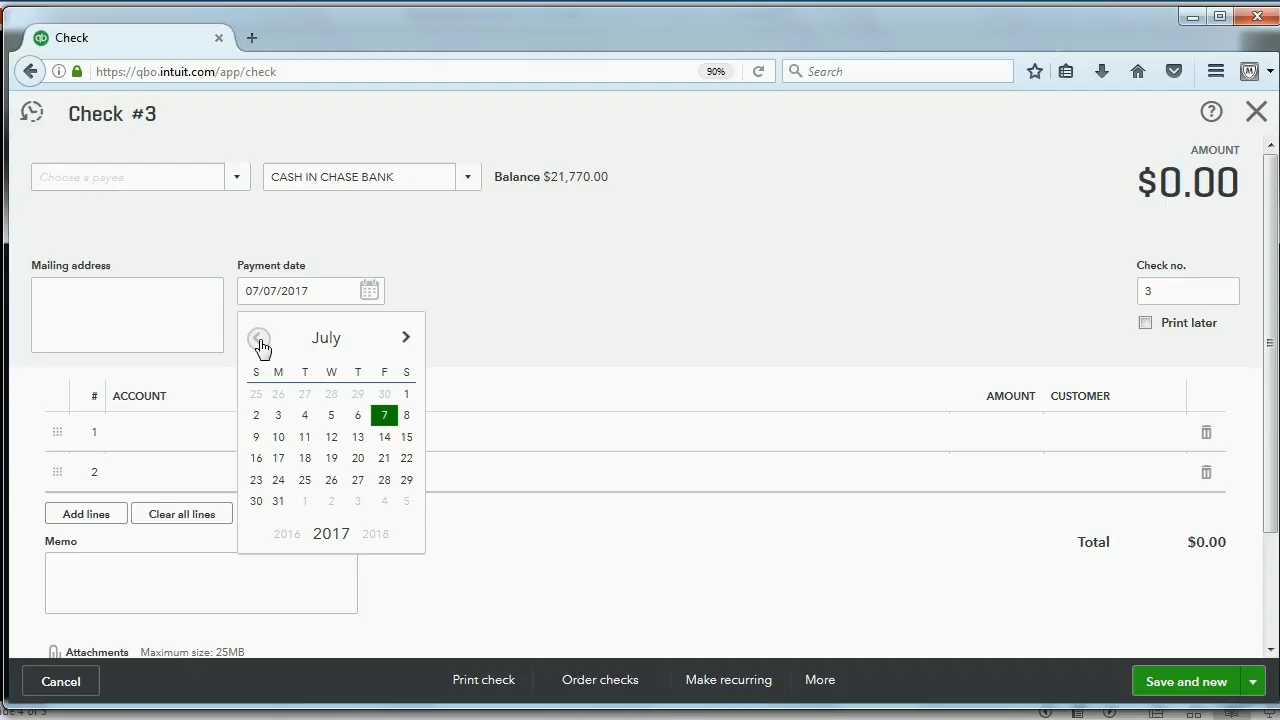 Check
https://qbo.intuit.com/app/check
90%
Search
Check #3
AMOUNT
$0.00
Choose a payee
CASH IN CHASE BANK
Balance $21,770.00
Mailing address
Payment date
Check no.
07/07/2017
3
Print later
July
S M T W T F S
25 26 27 28 29 30 1
2 3 4 5 6 7 8
9 10 11 12 13 14 15
16 17 18 19 20 21 22
23 24 25 26 27 28 29
30 31 1 2 3 4 5
2016 2017 2018
# ACCOUNT AMOUNT CUSTOMER
1
2
Add lines
Clear all lines
Memo
Total $0.00
Attachments Maximum size: 25MB
Cancel
Print check
Order checks
Make recurring
More
Save and new